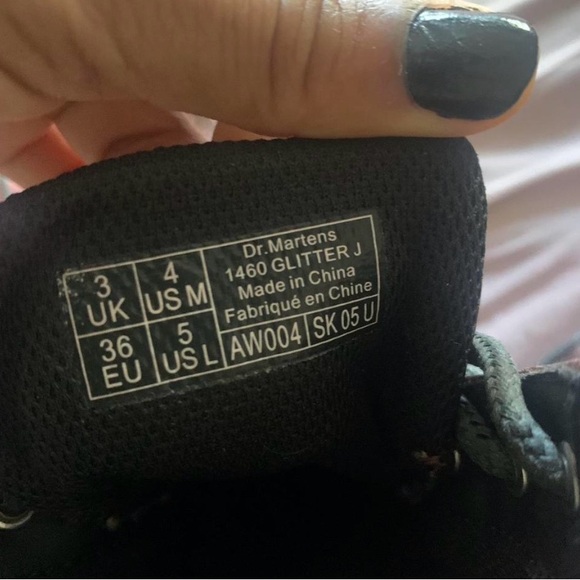 3 UK
4 US M
36 EU
5 US L
Dr.Martens
1460 GLITTER J
Made in China
Fabriqué en Chine
AW004
SK 05 U